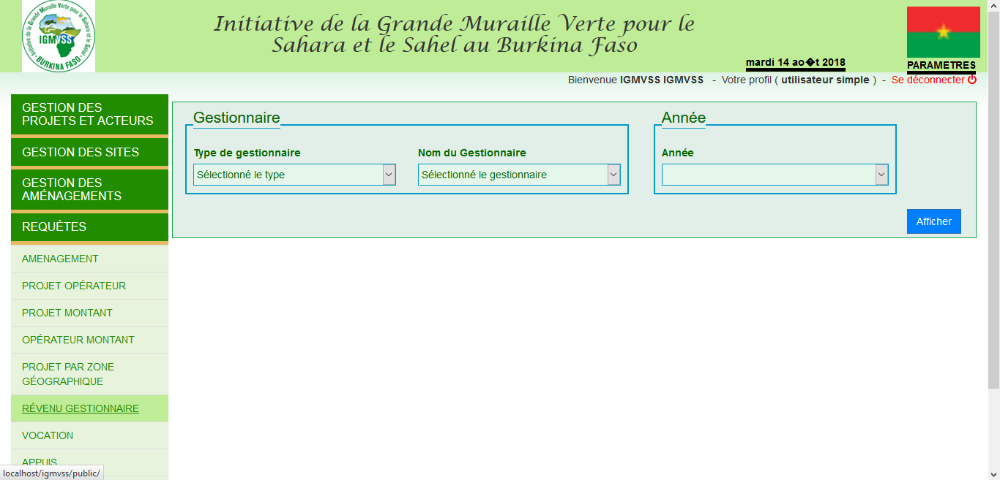 Initiative de la Grande Muraille Verte pour le Sahara et le Sahel
IGMVSS
BURKINA FASO
Initiative de la Grande Muraille Verte pour le
Sahara et le Sahel au Burkina Faso
mardi 14 ao�t 2018
PARAMETRES
Bienvenue IGMVSS IGMVSS - Votre profil ( utilisateur simple ) - Se déconnecter
GESTION DES
PROJETS ET ACTEURS
GESTION DES SITES
GESTION DES
AMÉNAGEMENTS
REQUÊTES
AMENAGEMENT
PROJET OPÉRATEUR
PROJET MONTANT
OPÉRATEUR MONTANT
PROJET PAR ZONE
GÉOGRAPHIQUE
RÉVENU GESTIONNAIRE
VOCATION
APPUIS
localhost/igmvss/public/
Gestionnaire
Type de gestionnaire
Nom du Gestionnaire
Sélectionné le type
Sélectionné le gestionnaire
Année
Année
Afficher